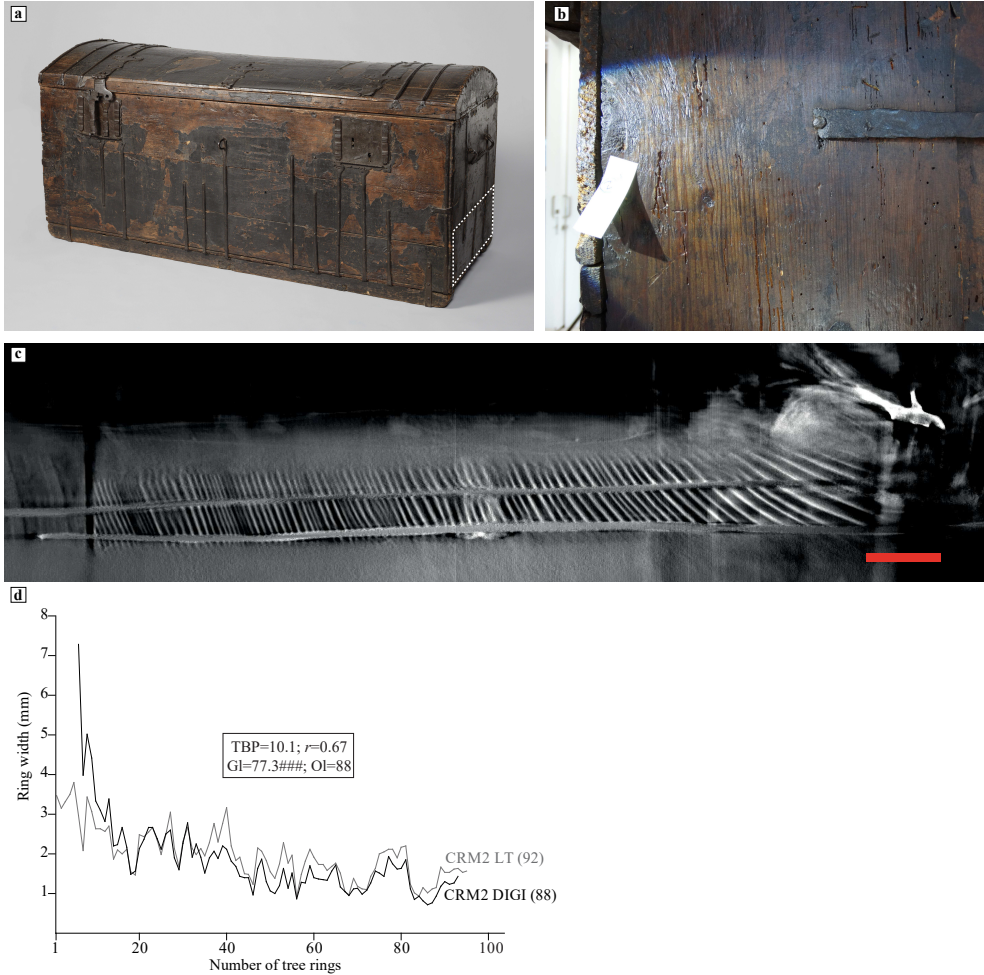 a
b
c
d
8
7
6
5
4
3
2
1
Ring width (mm)
TBP=10.1; r=0.67
Gl=77.3###; Ol=88
CRM2 LT (92)
CRM2 DIGI (88)
1 20 40 60 80 100
Number of tree rings